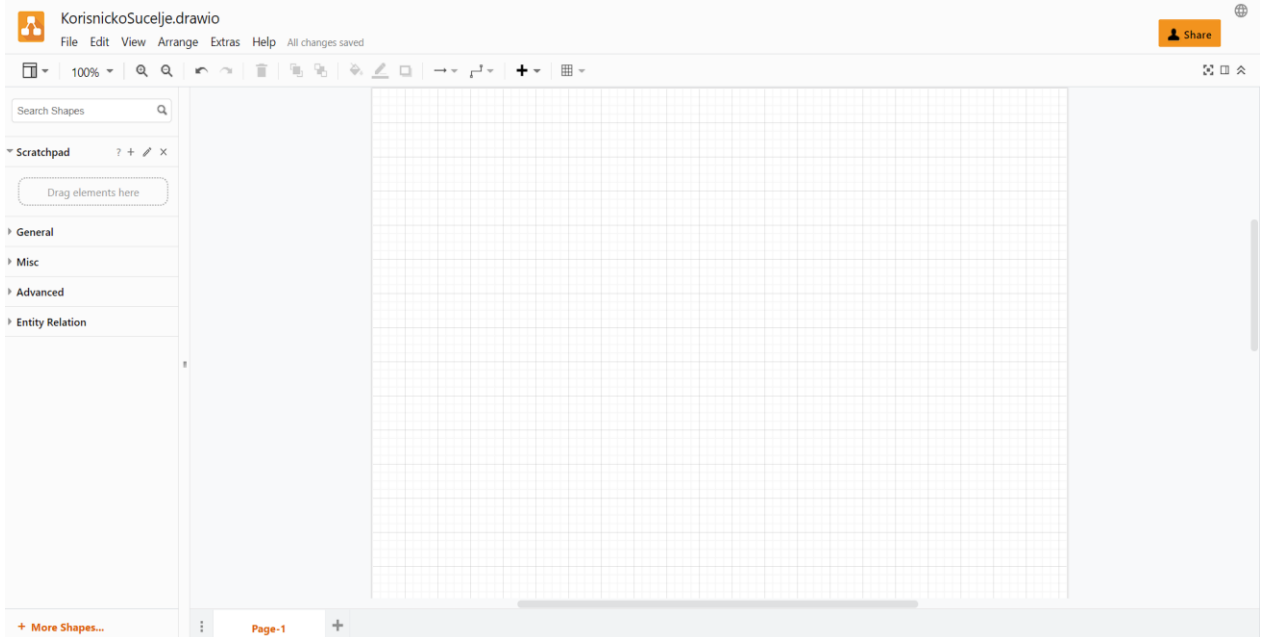 KorisnickoSucelje.drawio
File Edit View Arrange Extras Help All changes saved
Share
100%
Search Shapes
Scratchpad ? + ×
Drag elements here
General
Misc
Advanced
Entity Relation
+ More Shapes...
Page-1